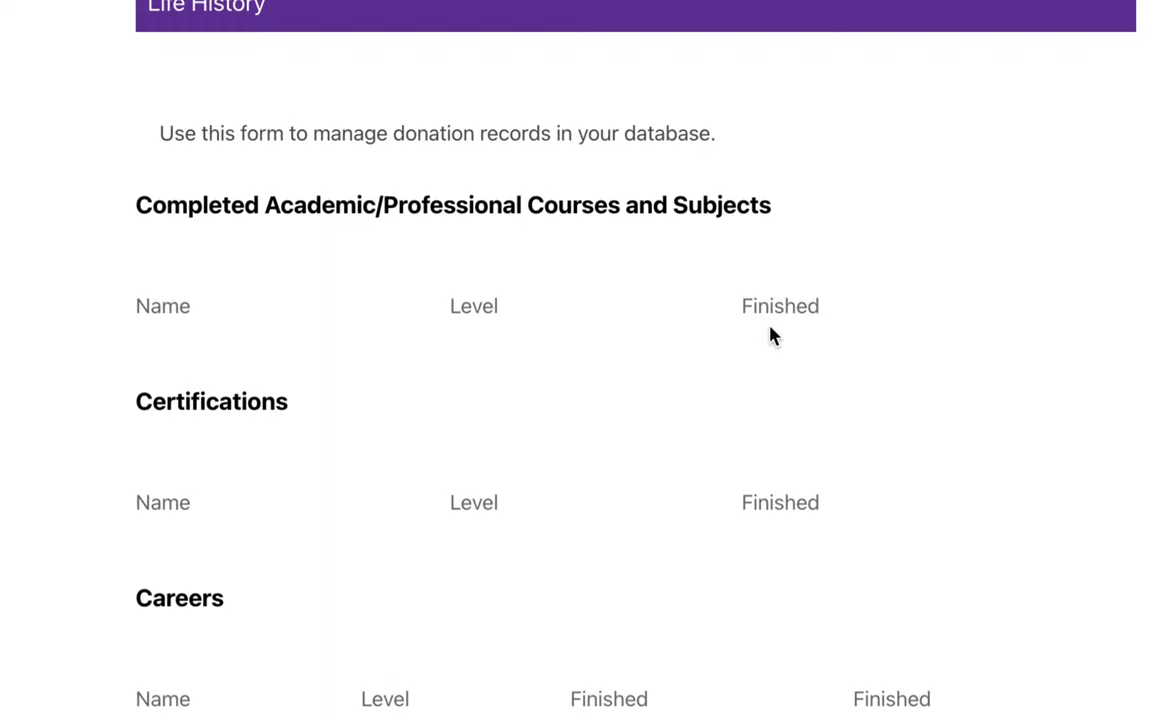 Life History
Use this form to manage donation records in your database.
Completed Academic/Professional Courses and Subjects
Name Level Finished
Certifications
Name Level Finished
Careers
Name Level Finished Finished